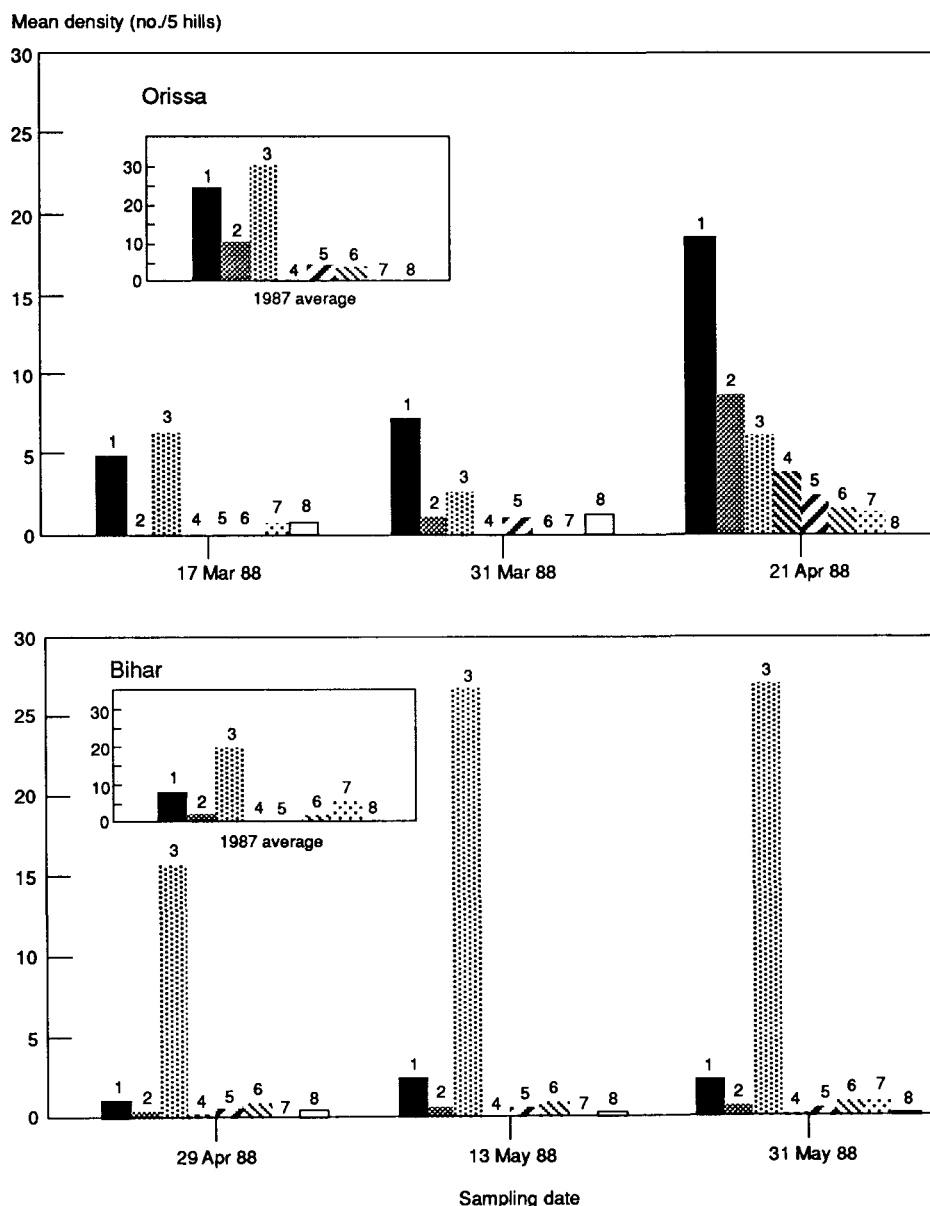 Mean density (no./5 hills)
30
25
20
15
10
5
0
Orissa
30
20
10
0
1 2 3 4 5 6 7 8
1987 average
1 2 3 4 5 6 7 8
1 2 3 4 5 6 7 8
1 2 3 4 5 6 7 8
17 Mar 88 31 Mar 88 21 Apr 88
30
25
20
15
10
5
0
Bihar
30
20
10
0
1 2 3 4 5 6 7 8
1987 average
1 2 3 4 5 6 7 8
1 2 3 4 5 6 7 8
1 2 3 4 5 6 7 8
29 Apr 88 13 May 88 31 May 88
Sampling date